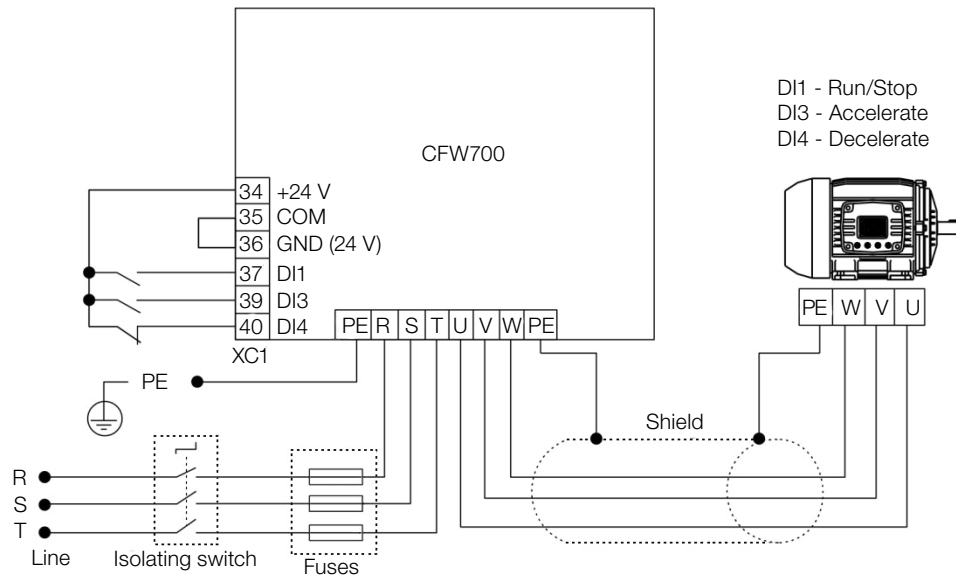 DI1 - Run/Stop
DI3 - Accelerate
DI4 - Decelerate
CFW700
34 +24 V
35 COM
36 GND (24 V)
37 DI1
39 DI3
40 DI4
XC1
PE R S T U V W PE
PE W V U
PE
Shield
R
S
T
Line
Isolating switch
Fuses